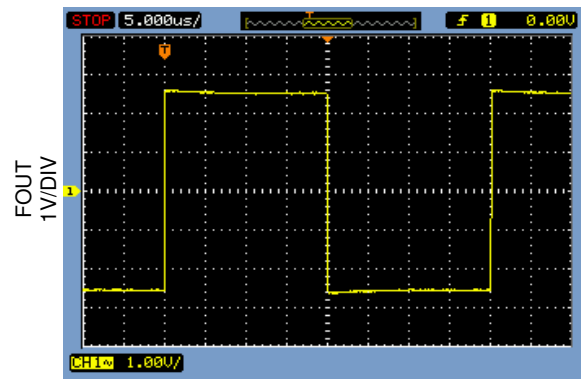 STOP 5.000us/ T 1 0.00V
T
FOUT
1V/DIV
1
CH1~ 1.00V/